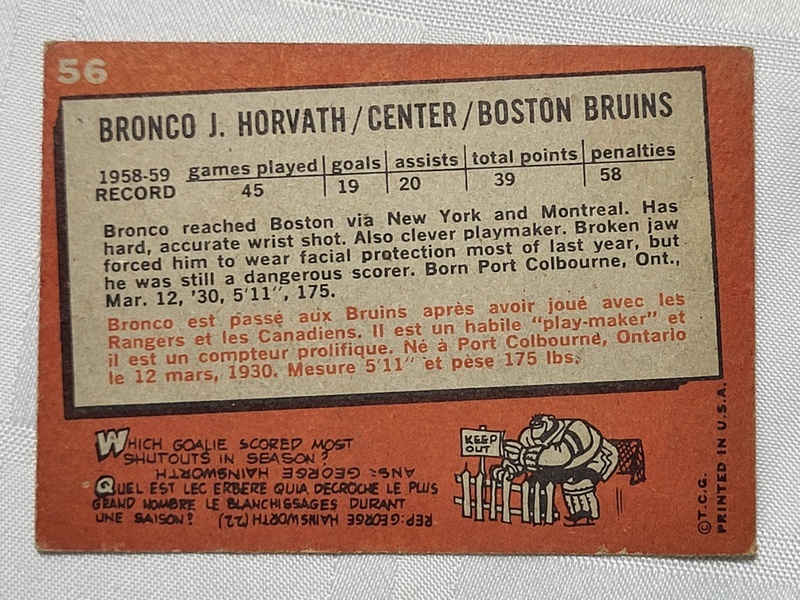 56
BRONCO J. HORVATH/CENTER/BOSTON BRUINS
1958-59 games played goals assists total points penalties
RECORD 45 19 20 39 58
Bronco reached Boston via New York and Montreal. Has
hard, accurate wrist shot. Also clever playmaker. Broken jaw
forced him to wear facial protection most of last year, but
he was still a dangerous scorer. Born Port Colbourne, Ont.,
Mar. 12, '30, 5'11", 175.
Bronco est passé aux Bruins après avoir joué avec les
Rangers et les Canadiens. Il est un habile "play-maker" et
il est un compteur prolifique. Né à Port Colbourne, Ontario
le 12 mars, 1930. Mesure 5'11" et pèse 175 lbs.
WHICH GOALIE SCORED MOST
SHUTOUTS IN SEASON?
ANS: GEORGE HAINSWORTH
QUEL EST LEC ERBERE QUIA DECROCHE LE PLUS
GRAND NOMBRE LE BLANCHISSAGES DURANT
UNE SAISON?
REP: GEORGE HAINSWORTH (22)
KEEP
OUT
©T.C.G.
PRINTED IN U.S.A.